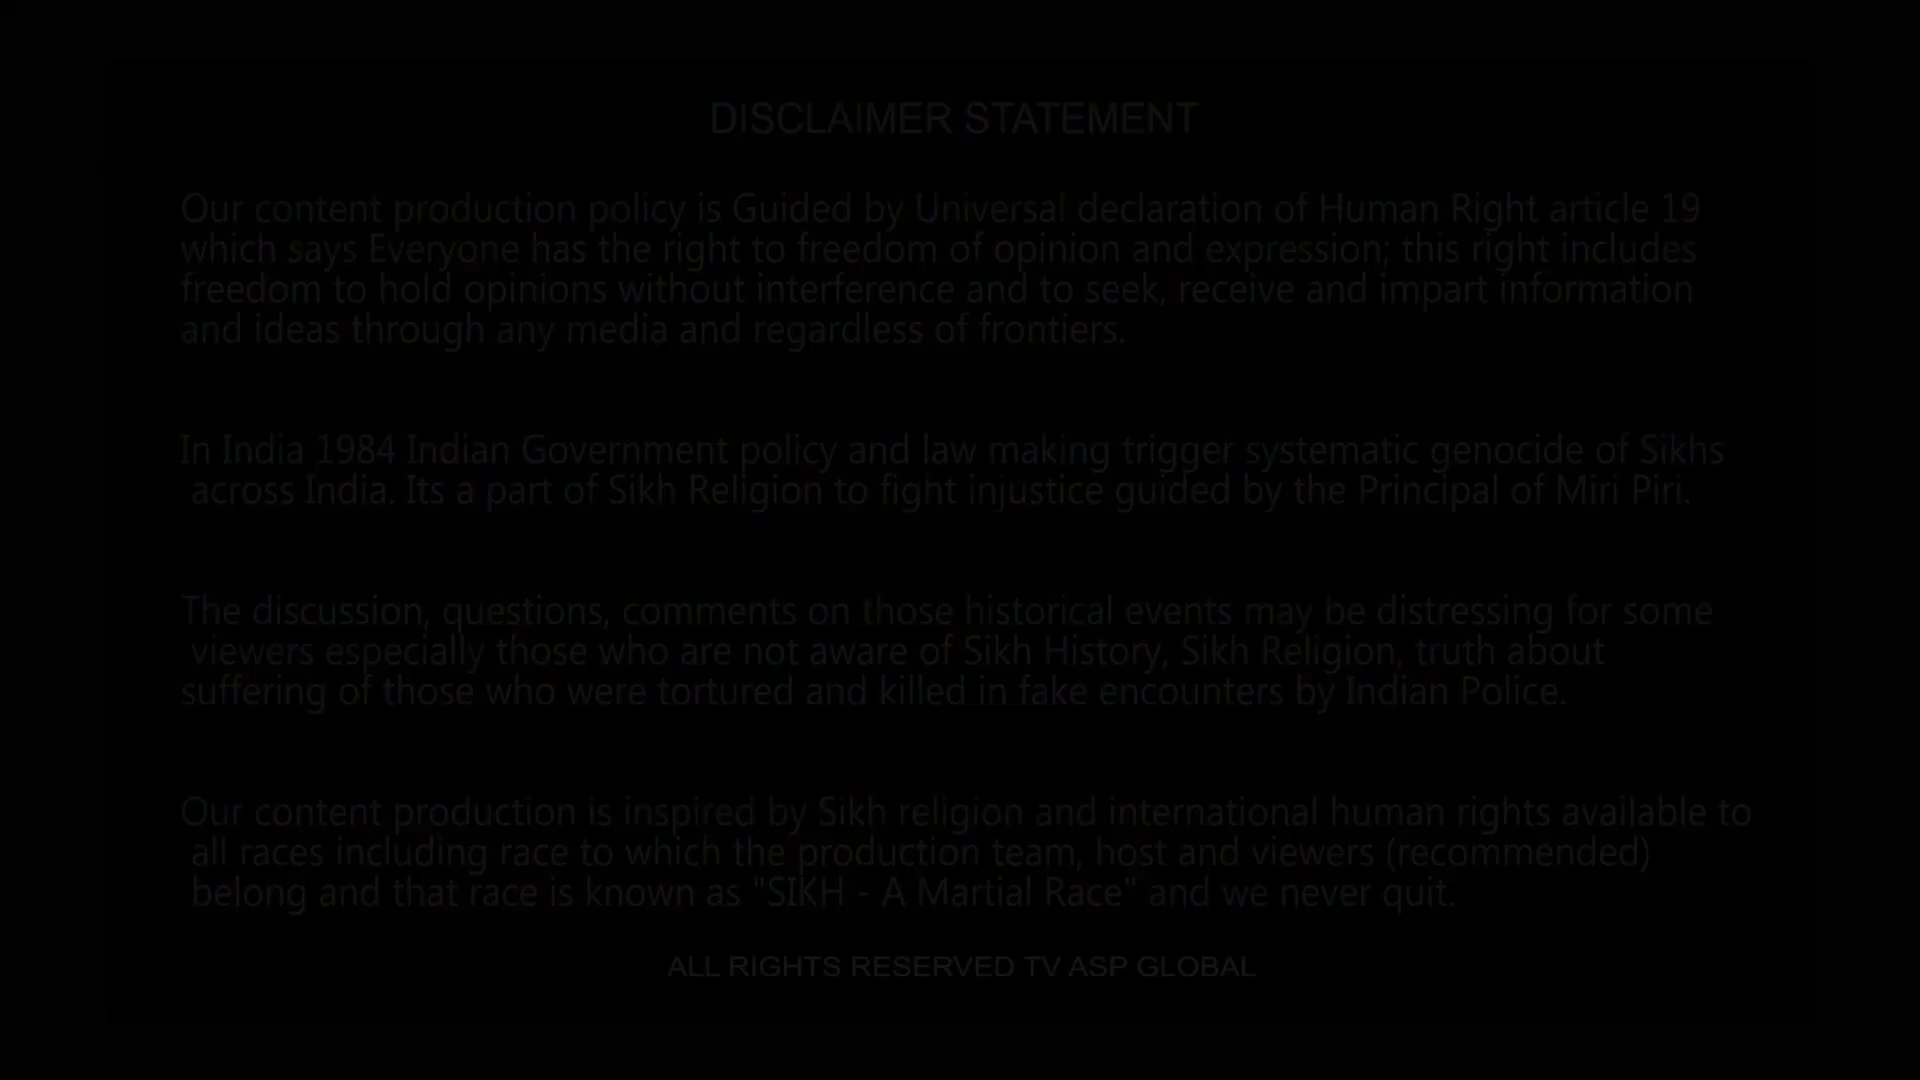 DISCLAIMER STATEMENT
Our content production policy is Guided by Universal declaration of Human Right article 19
which says Everyone has the right to freedom of opinion and expression; this right includes
freedom to hold opinions without interference and to seek, receive and impart information
and ideas through any media and regardless of frontiers.
In India 1984 Indian Government policy and law making trigger systematic genocide of Sikhs
across India. Its a part of Sikh Religion to fight injustice guided by the Principal of Miri Piri.
The discussion, questions, comments on those historical events may be distressing for some
viewers especially those who are not aware of Sikh History, Sikh Religion, truth about
suffering of those who were tortured and killed in fake encounters by Indian Police.
Our content production is inspired by Sikh religion and international human rights available to
all races including race to which the production team, host and viewers (recommended)
belong and that race is known as "SIKH - A Martial Race" and we never quit.
ALL RIGHTS RESERVED TV ASP GLOBAL